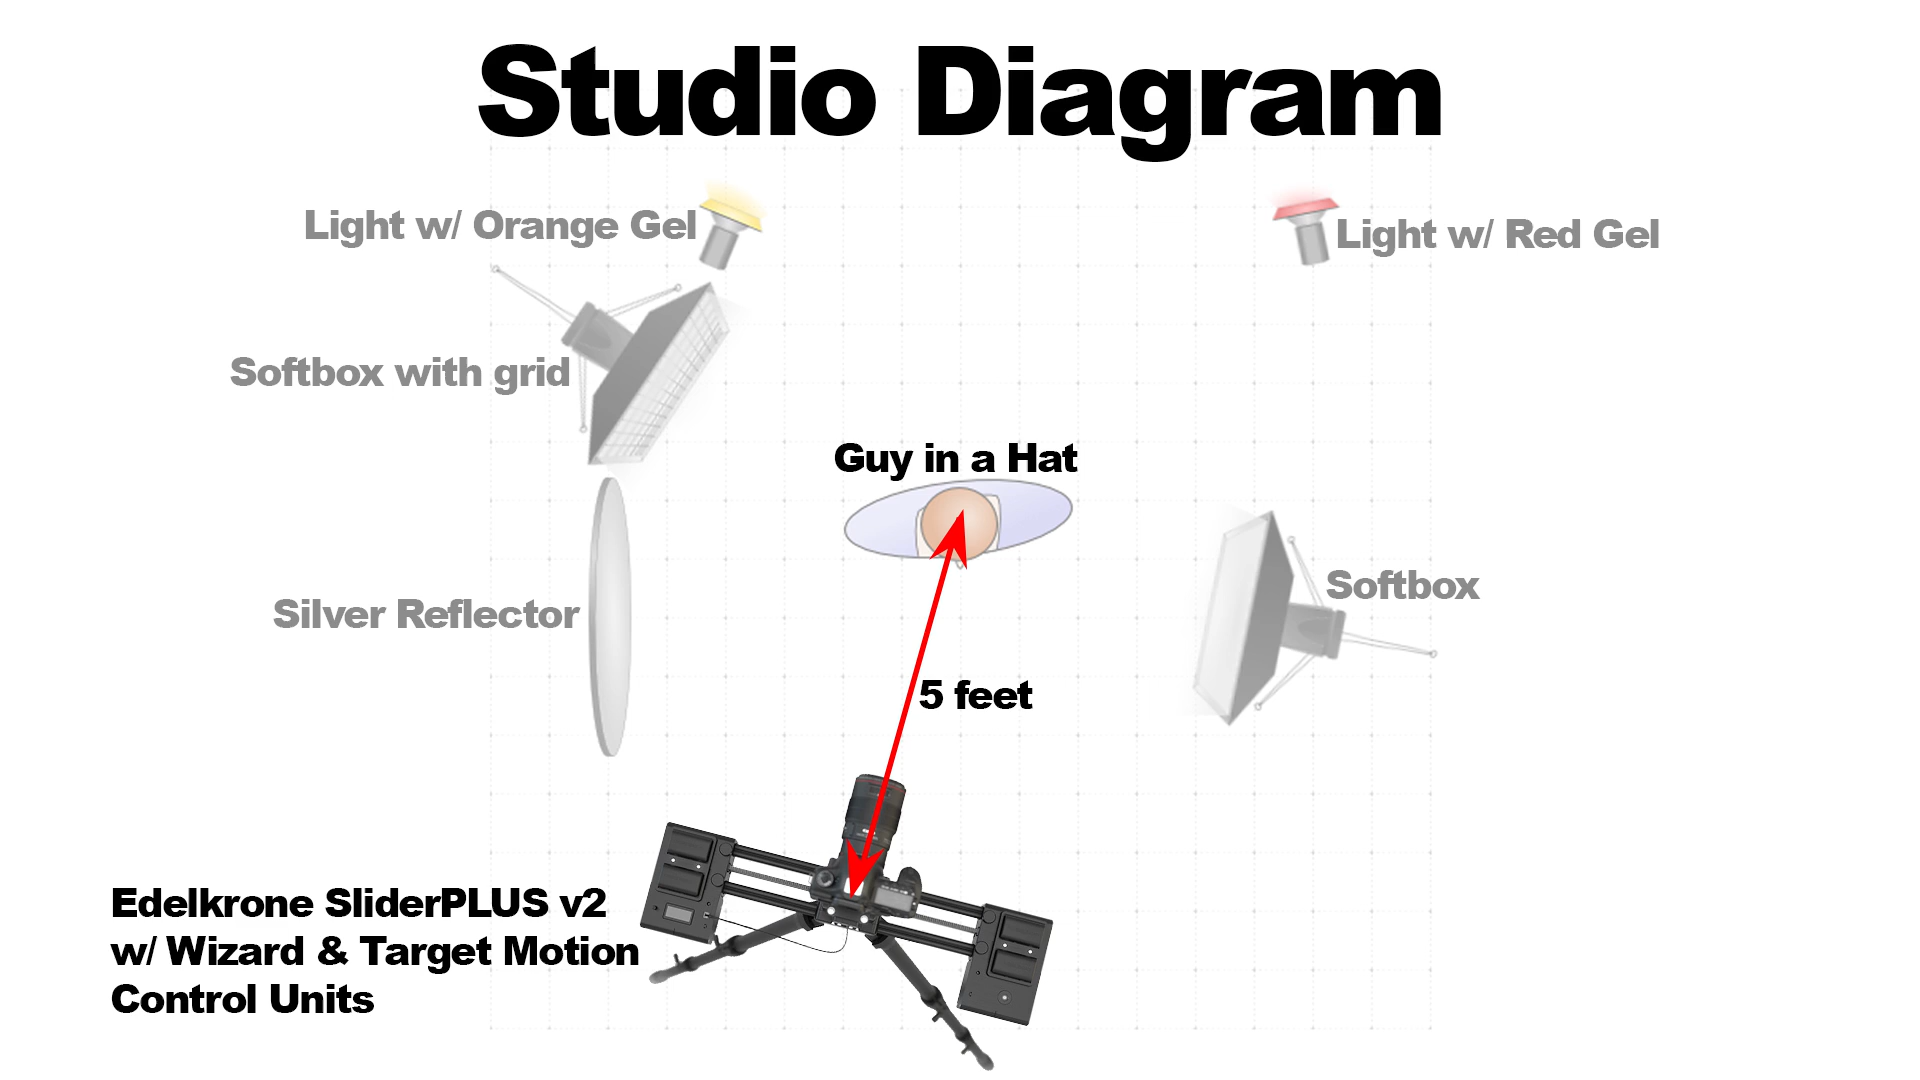 Studio Diagram
Light w/ Orange Gel
Light w/ Red Gel
Softbox with grid
Guy in a Hat
Softbox
Silver Reflector
5 feet
Edelkrone SliderPLUS v2
w/ Wizard & Target Motion
Control Units